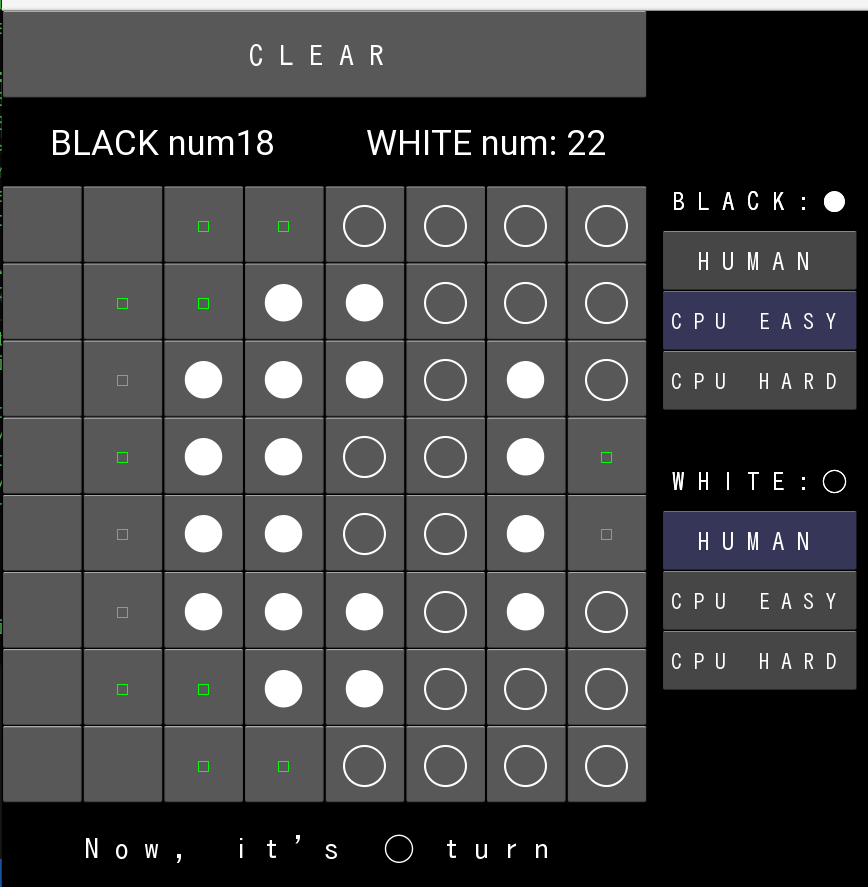 CLEAR
BLACK num18 WHITE num: 22
BLACK:
HUMAN
CPU EASY
CPU HARD
WHITE:
HUMAN
CPU EASY
CPU HARD
Now, it's ○ turn